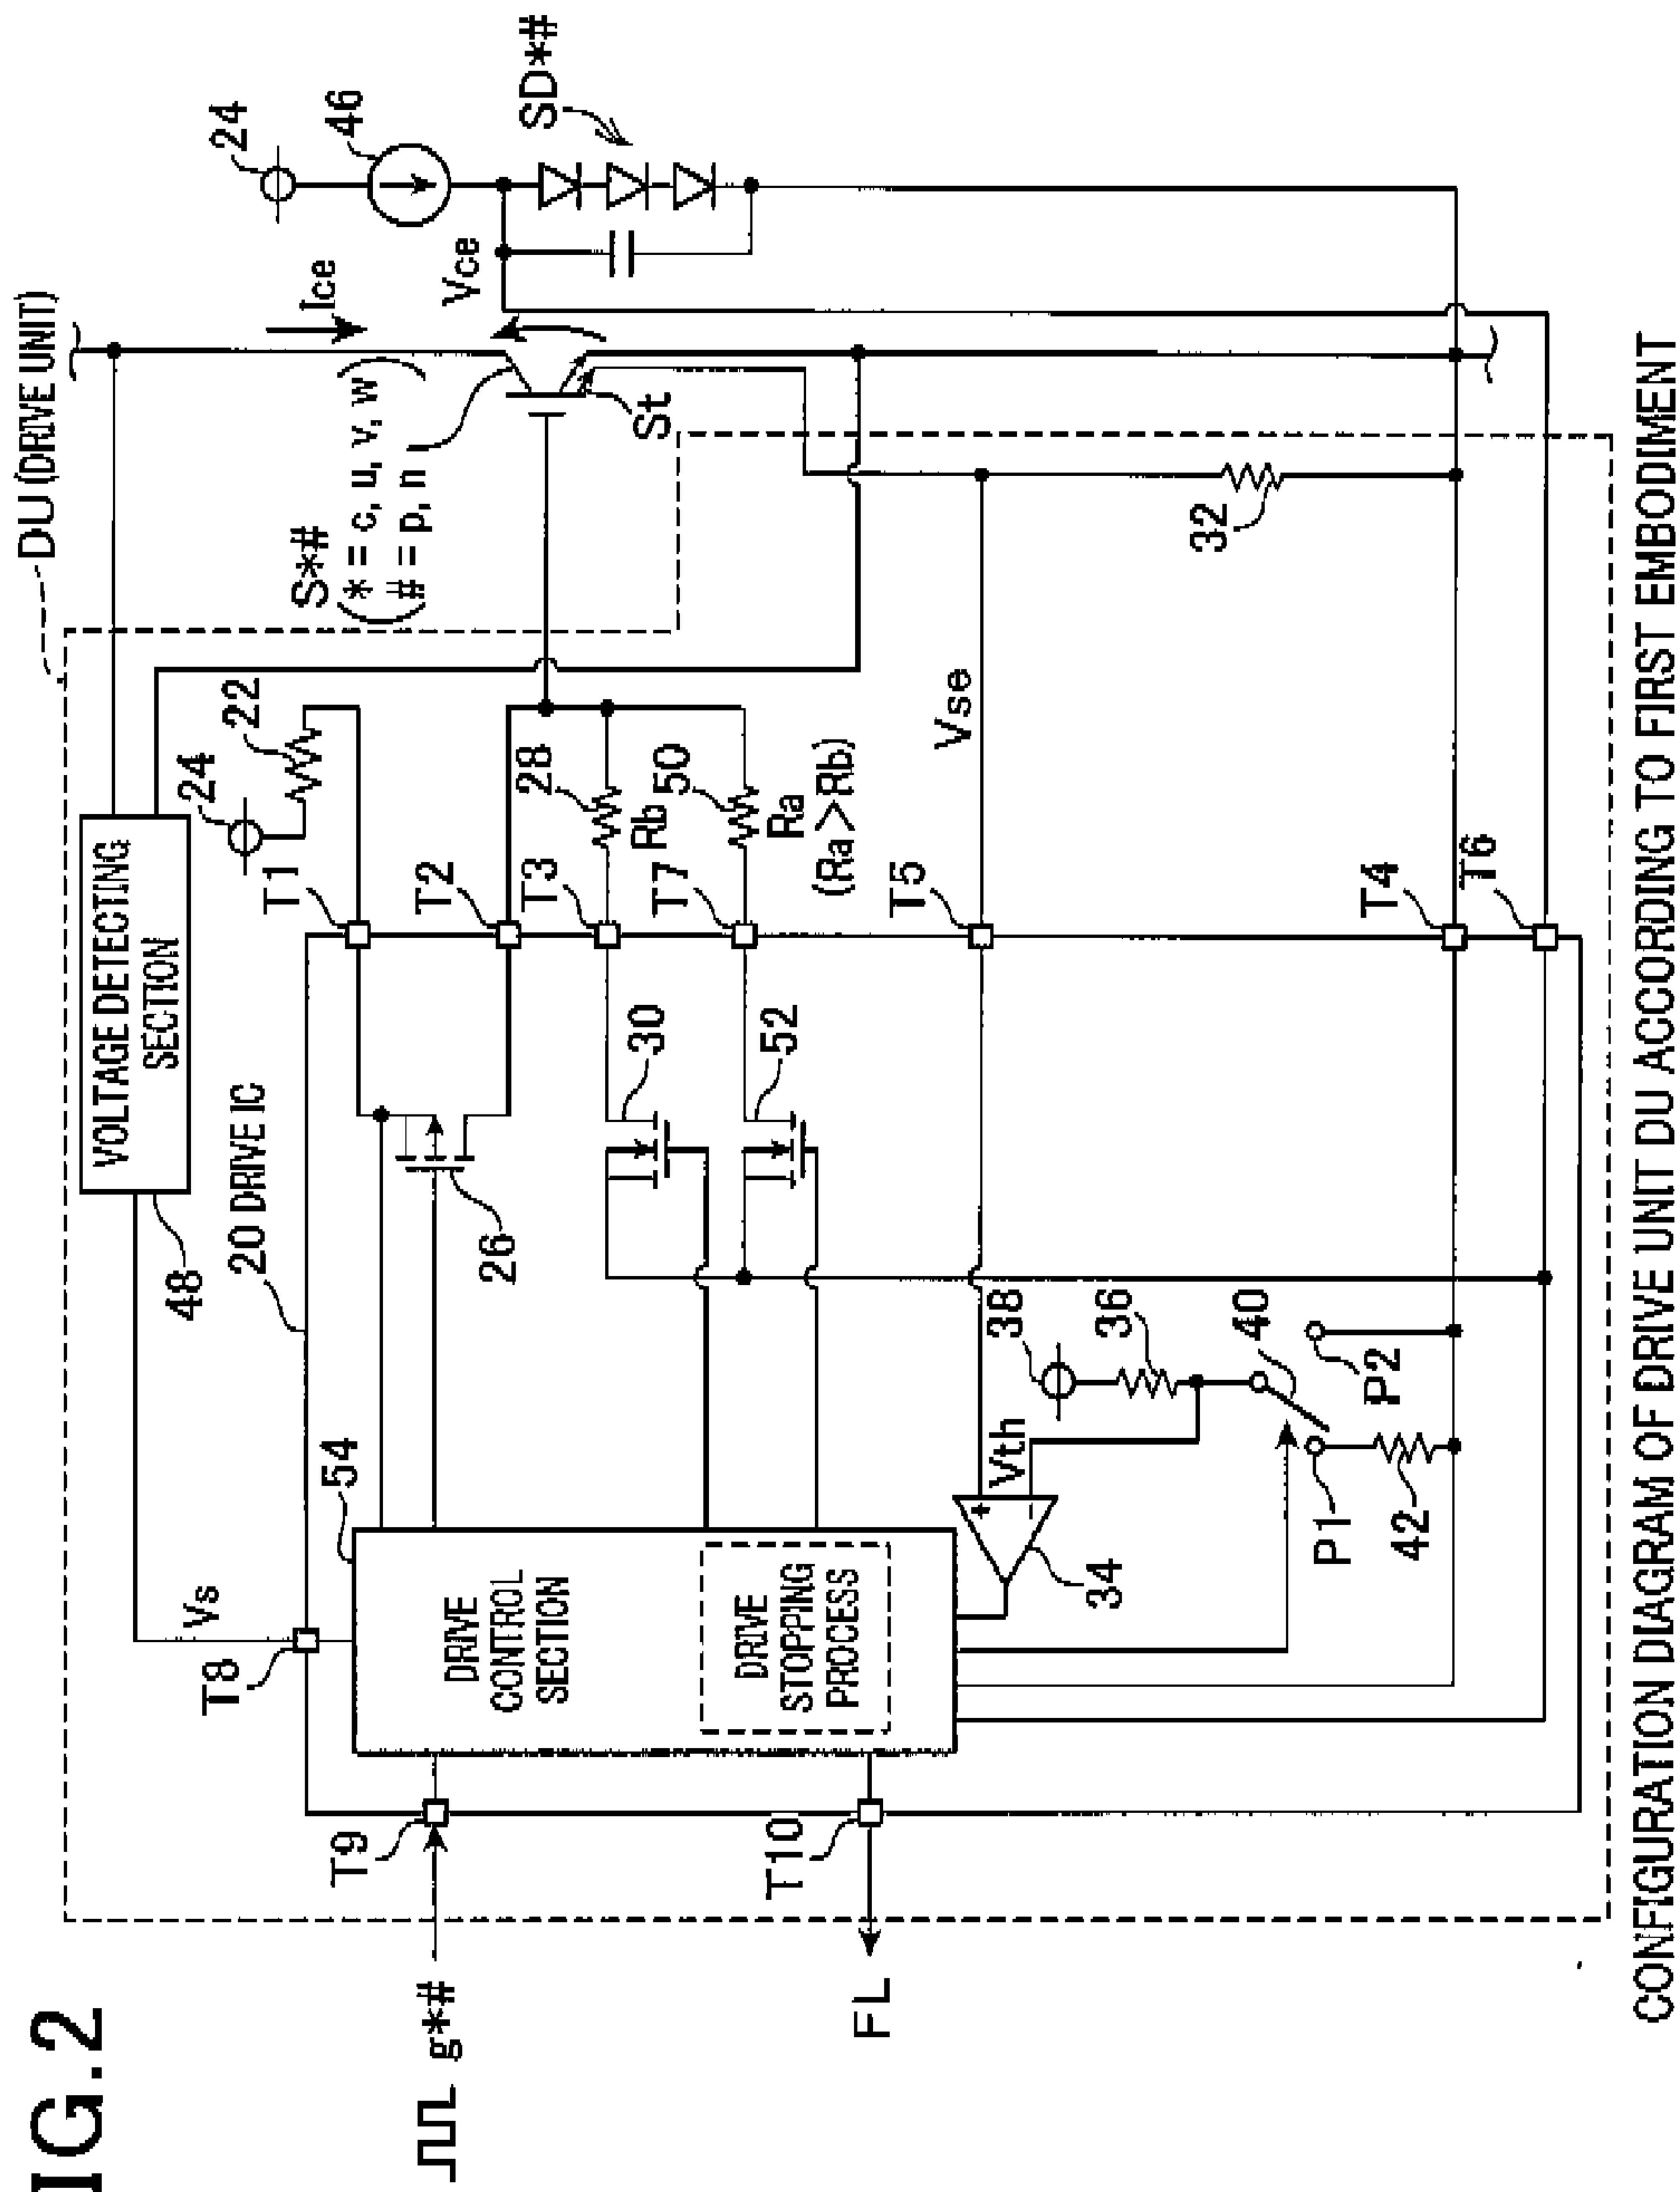 IG.2
DU (DRIVE UNIT)
VOLTAGE DETECTING
SECTION
48
24
22
S*#
(* = c, u, v, w)
(# = p, n)
Ice
24
46
Vce
SD*#
St
20 DRIVE IC
T1
T2
T3
T7
T5
T4
T6
28
Rb
50
Ra
(Ra>Rb)
Vse
32
Vs
T8
54
26
30
52
DRIVE
CONTROL
SECTION
DRIVE
STOPPING
PROCESS
T9
g*#
T10
FL
34
Vth
38
36
40
P1
P2
42
CONFIGURATION DIAGRAM OF DRIVE UNIT DU ACCORDING TO FIRST EMBODIMENT